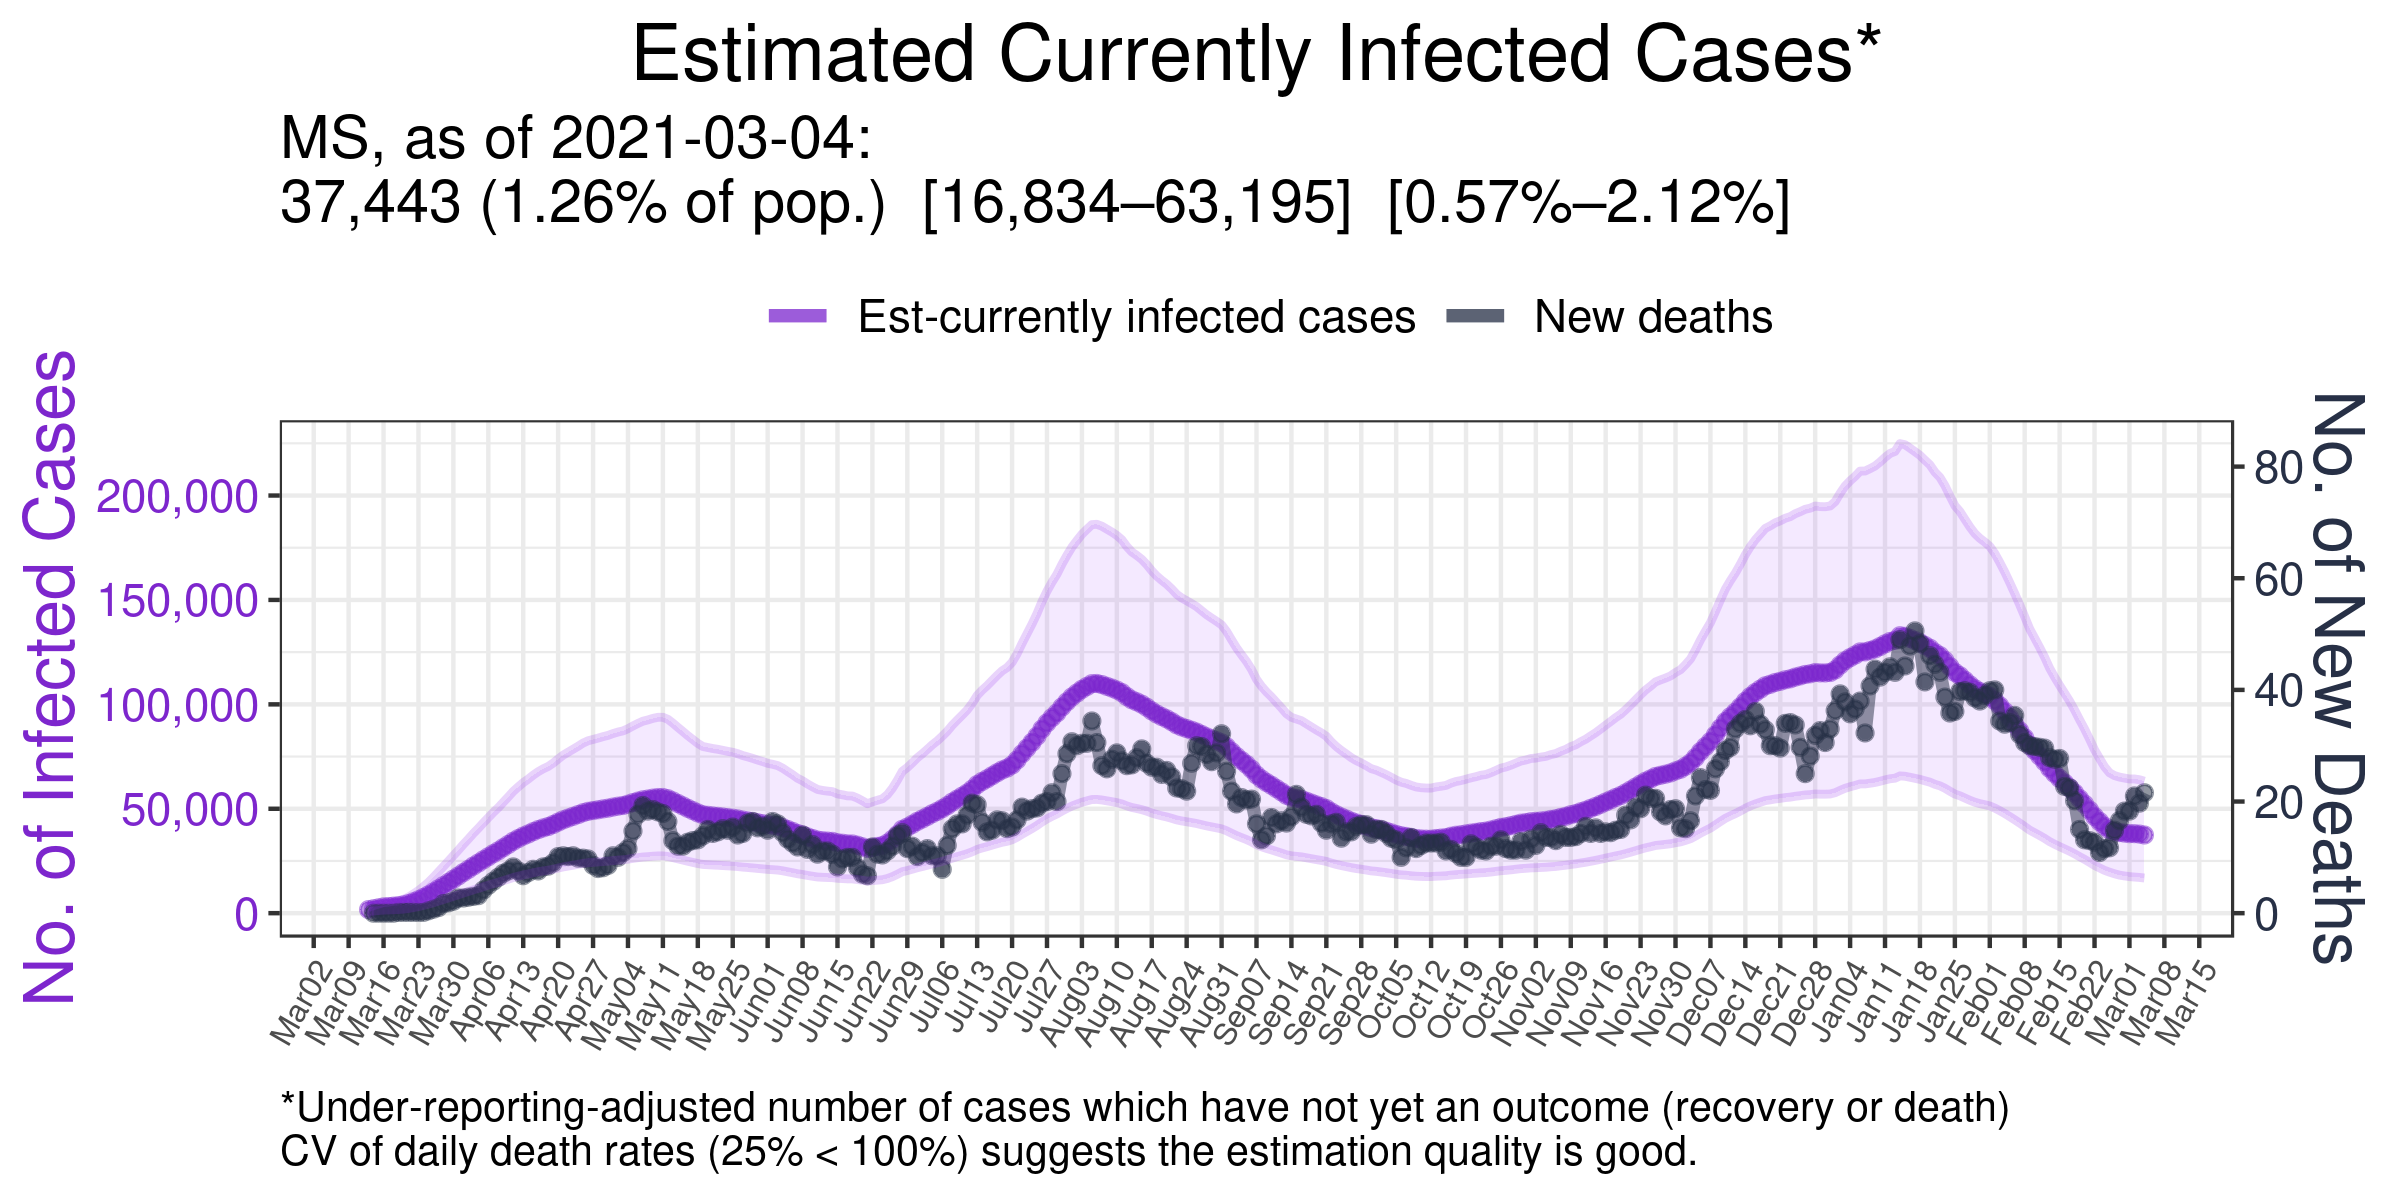 Estimated Currently Infected Cases*
MS, as of 2021-03-04:
37,443 (1.26% of pop.) [16,834–63,195] [0.57%–2.12%]
Est-currently infected cases
New deaths
No. of Infected Cases
200,000
150,000
100,000
50,000
0
80
60
40
20
0
No. of New Deaths
Mar02
Mar09
Mar16
Mar23
Mar30
Apr06
Apr13
Apr20
Apr27
May04
May11
May18
May25
Jun01
Jun08
Jun15
Jun22
Jun29
Jul06
Jul13
Jul20
Jul27
Aug03
Aug10
Aug17
Aug24
Aug31
Sep07
Sep14
Sep21
Sep28
Oct05
Oct12
Oct19
Oct26
Nov02
Nov09
Nov16
Nov23
Nov30
Dec07
Dec14
Dec21
Dec28
Jan04
Jan11
Jan18
Jan25
Feb01
Feb08
Feb15
Feb22
Mar01
Mar08
Mar15
*Under-reporting-adjusted number of cases which have not yet an outcome (recovery or death)
CV of daily death rates (25% < 100%) suggests the estimation quality is good.